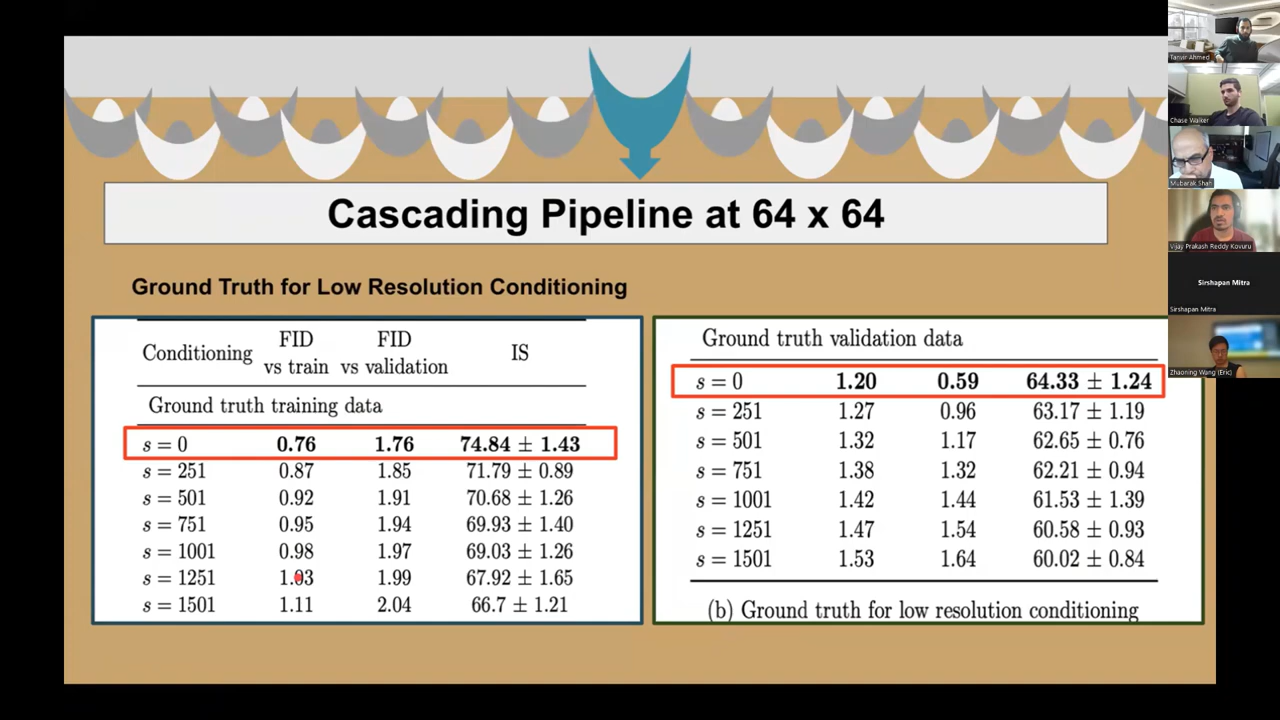 Cascading Pipeline at 64 x 64
Ground Truth for Low Resolution Conditioning
Conditioning FID vs train FID vs validation IS
Ground truth training data
s = 0 0.76 1.76 74.84 ± 1.43
s = 251 0.87 1.85 71.79 ± 0.89
s = 501 0.92 1.91 70.68 ± 1.26
s = 751 0.95 1.94 69.93 ± 1.40
s = 1001 0.98 1.97 69.03 ± 1.26
s = 1251 1.03 1.99 67.92 ± 1.65
s = 1501 1.11 2.04 66.7 ± 1.21
Ground truth validation data
s = 0 1.20 0.59 64.33 ± 1.24
s = 251 1.27 0.96 63.17 ± 1.19
s = 501 1.32 1.17 62.65 ± 0.76
s = 751 1.38 1.32 62.21 ± 0.94
s = 1001 1.42 1.44 61.53 ± 1.39
s = 1251 1.47 1.54 60.58 ± 0.93
s = 1501 1.53 1.64 60.02 ± 0.84
(b) Ground truth for low resolution conditioning
Tanvir Ahmed
Chase Walker
Mubarak Shah
Vijay Prakash Reddy Kovuru
Sirshapan Mitra
Sirshapan Mitra
Zhaoning Wang (Eric)